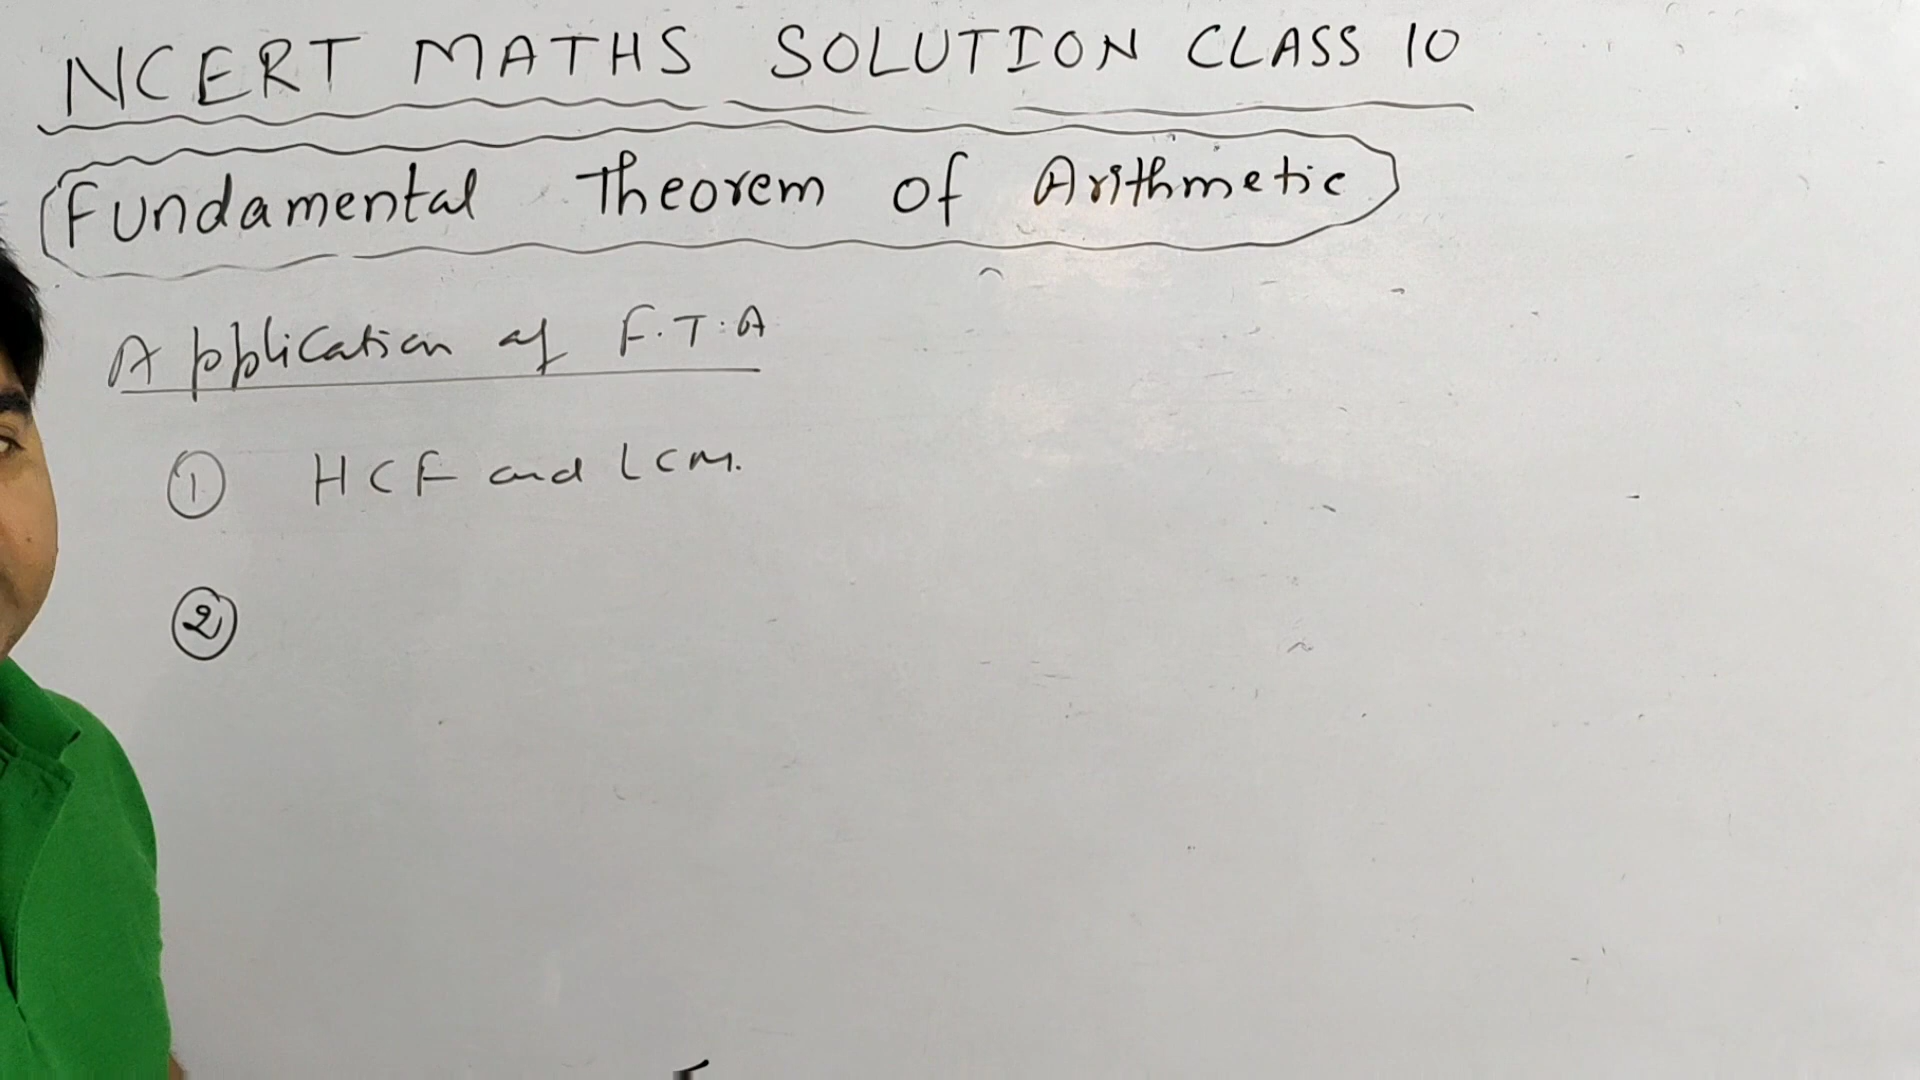 NCERT MATHS SOLUTION CLASS 10
Fundamental Theorem of Arithmetic
Application of F.T.A
① HCF and LCM.
②